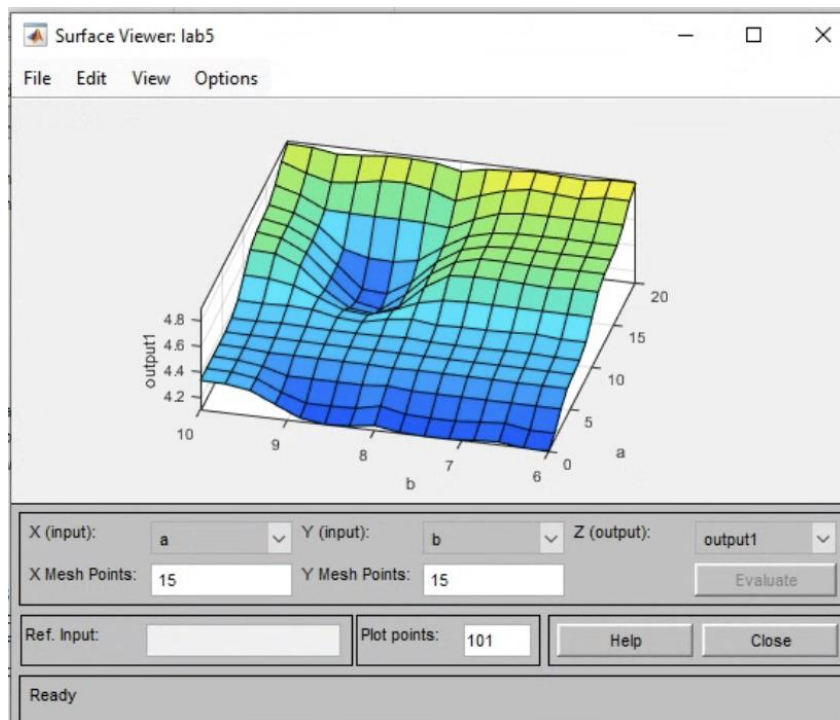 Surface Viewer: lab5
File Edit View Options
4.8
4.6
4.4
4.2
output1
10
9
8
7
6
b
0
5
10
15
20
a
X (input): a Y (input): b Z (output): output1
X Mesh Points: 15 Y Mesh Points: 15 Evaluate
Ref. Input: Plot points: 101 Help Close
Ready